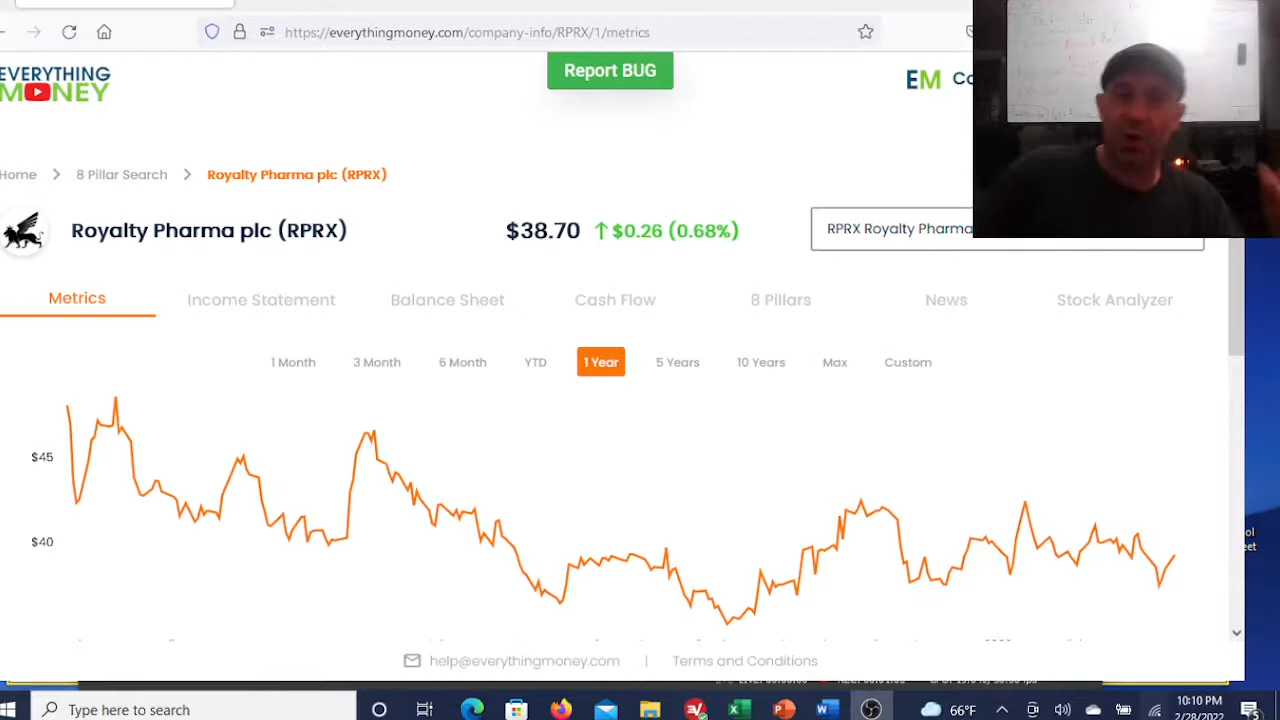 https://everythingmoney.com/company-info/RPRX/1/metrics
EVERYTHING
MONEY
Report BUG
EM Co
Home > 8 Pillar Search > Royalty Pharma plc (RPRX)
Royalty Pharma plc (RPRX)
$38.70 ↑ $0.26 (0.68%)
RPRX Royalty Pharma
Metrics Income Statement Balance Sheet Cash Flow 8 Pillars News Stock Analyzer
1 Month 3 Month 6 Month YTD 1 Year 5 Years 10 Years Max Custom
$45
$40
help@everythingmoney.com | Terms and Conditions
Type here to search
66°F
10:10 PM
2/28/2022